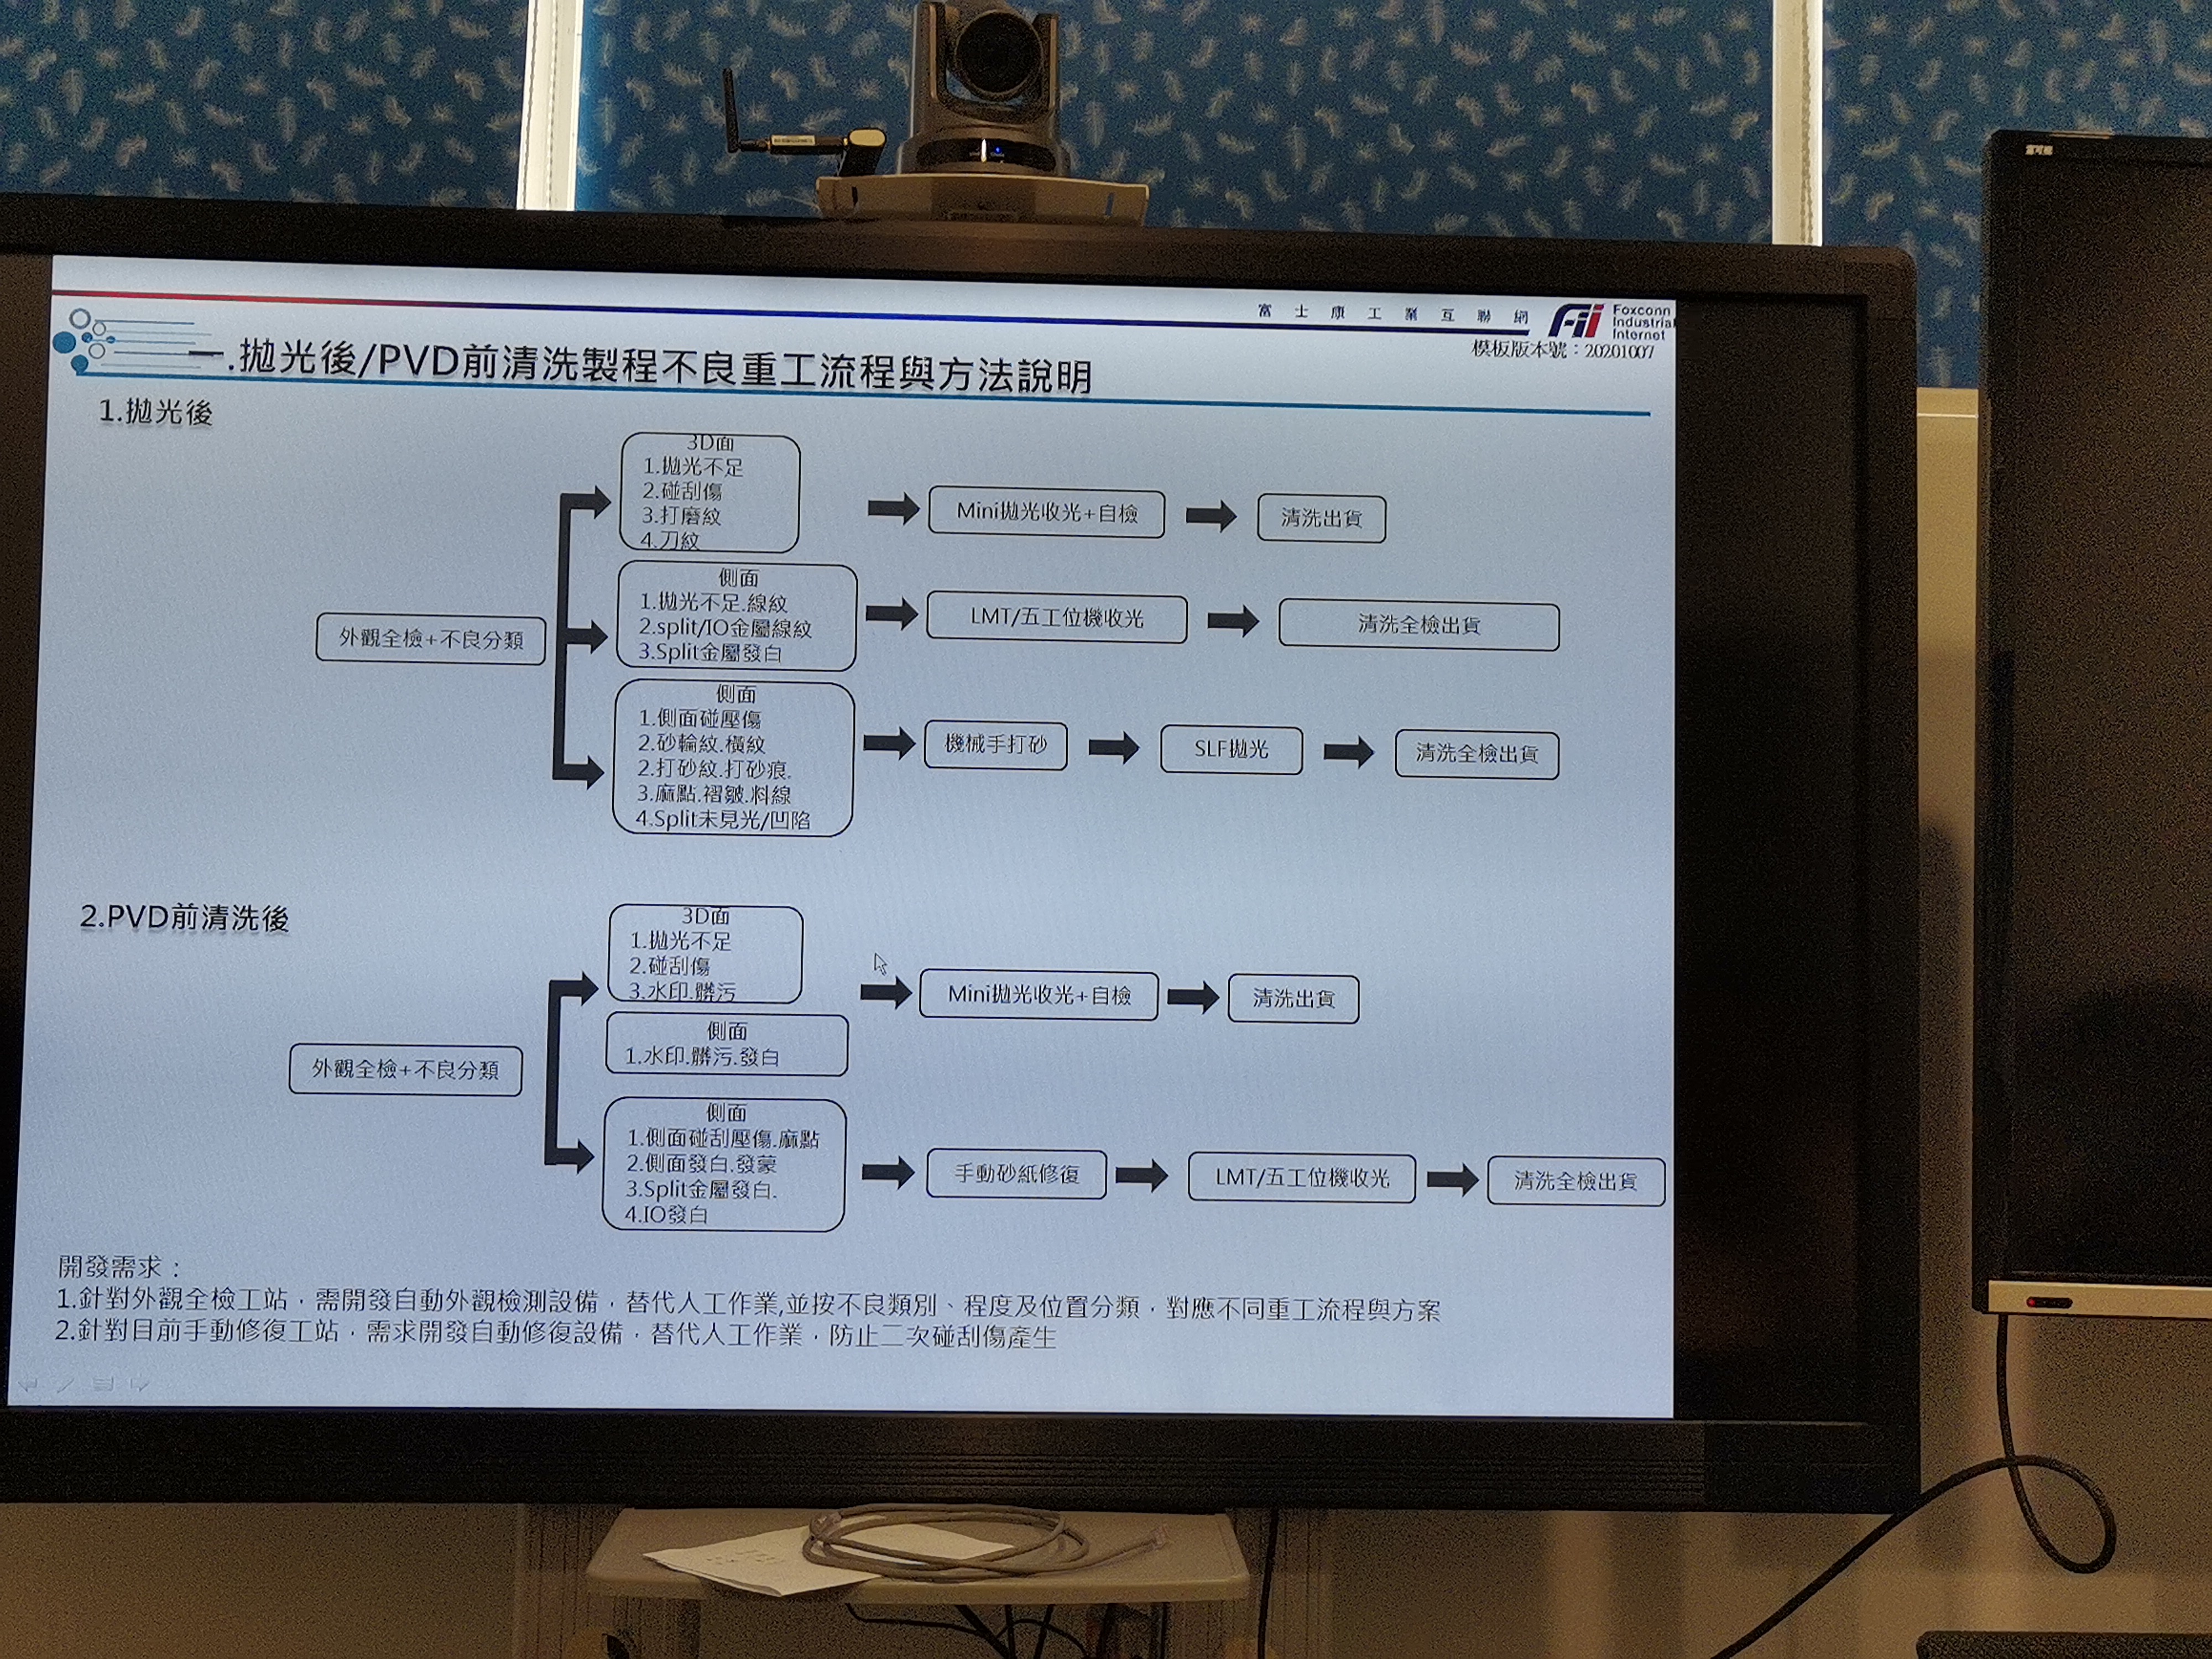 富士康工業互聯網
Foxconn
Industrial
Internet
模板版本號：20201007
一.拋光後/PVD前清洗製程不良重工流程與方法說明
1.拋光後
外觀全檢+不良分類
3D面
1.拋光不足
2.碰刮傷
3.打磨紋
4.刀紋
Mini拋光收光+自檢
清洗出貨
側面
1.拋光不足.線紋
2.split/IO金屬線紋
3.Split金屬發白
LMT/五工位機收光
清洗全檢出貨
側面
1.側面碰壓傷
2.砂輪紋.橫紋
2.打砂紋.打砂痕.
3.麻點.褶皺.料線
4.Split未見光/凹陷
機械手打砂
SLF拋光
清洗全檢出貨
2.PVD前清洗後
外觀全檢+不良分類
3D面
1.拋光不足
2.碰刮傷
3.水印.髒污
Mini拋光收光+自檢
清洗出貨
側面
1.水印.髒污.發白
側面
1.側面碰刮壓傷.麻點
2.側面發白.發蒙
3.Split金屬發白.
4.IO發白
手動砂紙修復
LMT/五工位機收光
清洗全檢出貨
開發需求：
1.針對外觀全檢工站，需開發自動外觀檢測設備，替代人工作業,並按不良類別、程度及位置分類，對應不同重工流程與方案
2.針對目前手動修復工站，需求開發自動修復設備，替代人工作業，防止二次碰刮傷產生